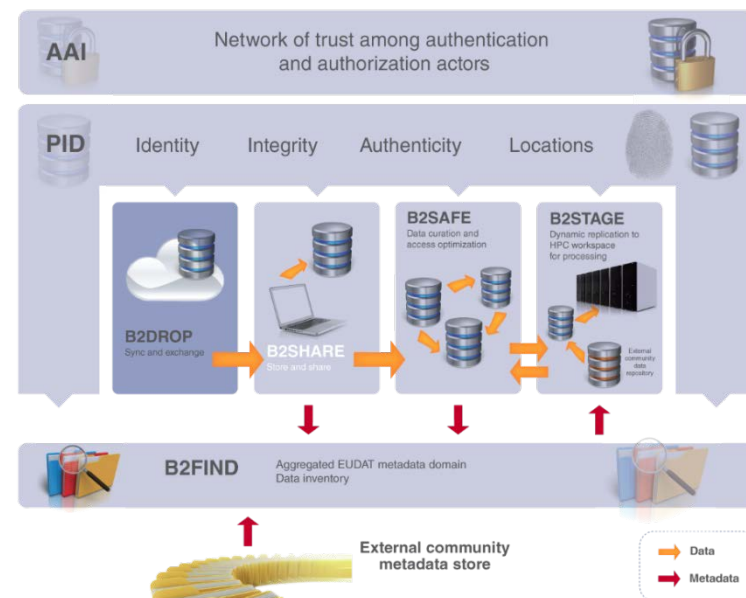 AAI
Network of trust among authentication
and authorization actors
PID
Identity
Integrity
Authenticity
Locations
B2DROP
Sync and exchange
B2SHARE
Store and share
B2SAFE
Data curation and
access optimization
B2STAGE
Dynamic replication to
HPC workspace
for processing
External
community
data
repository
B2FIND
Aggregated EUDAT metadata domain
Data inventory
External community
metadata store
Data
Metadata